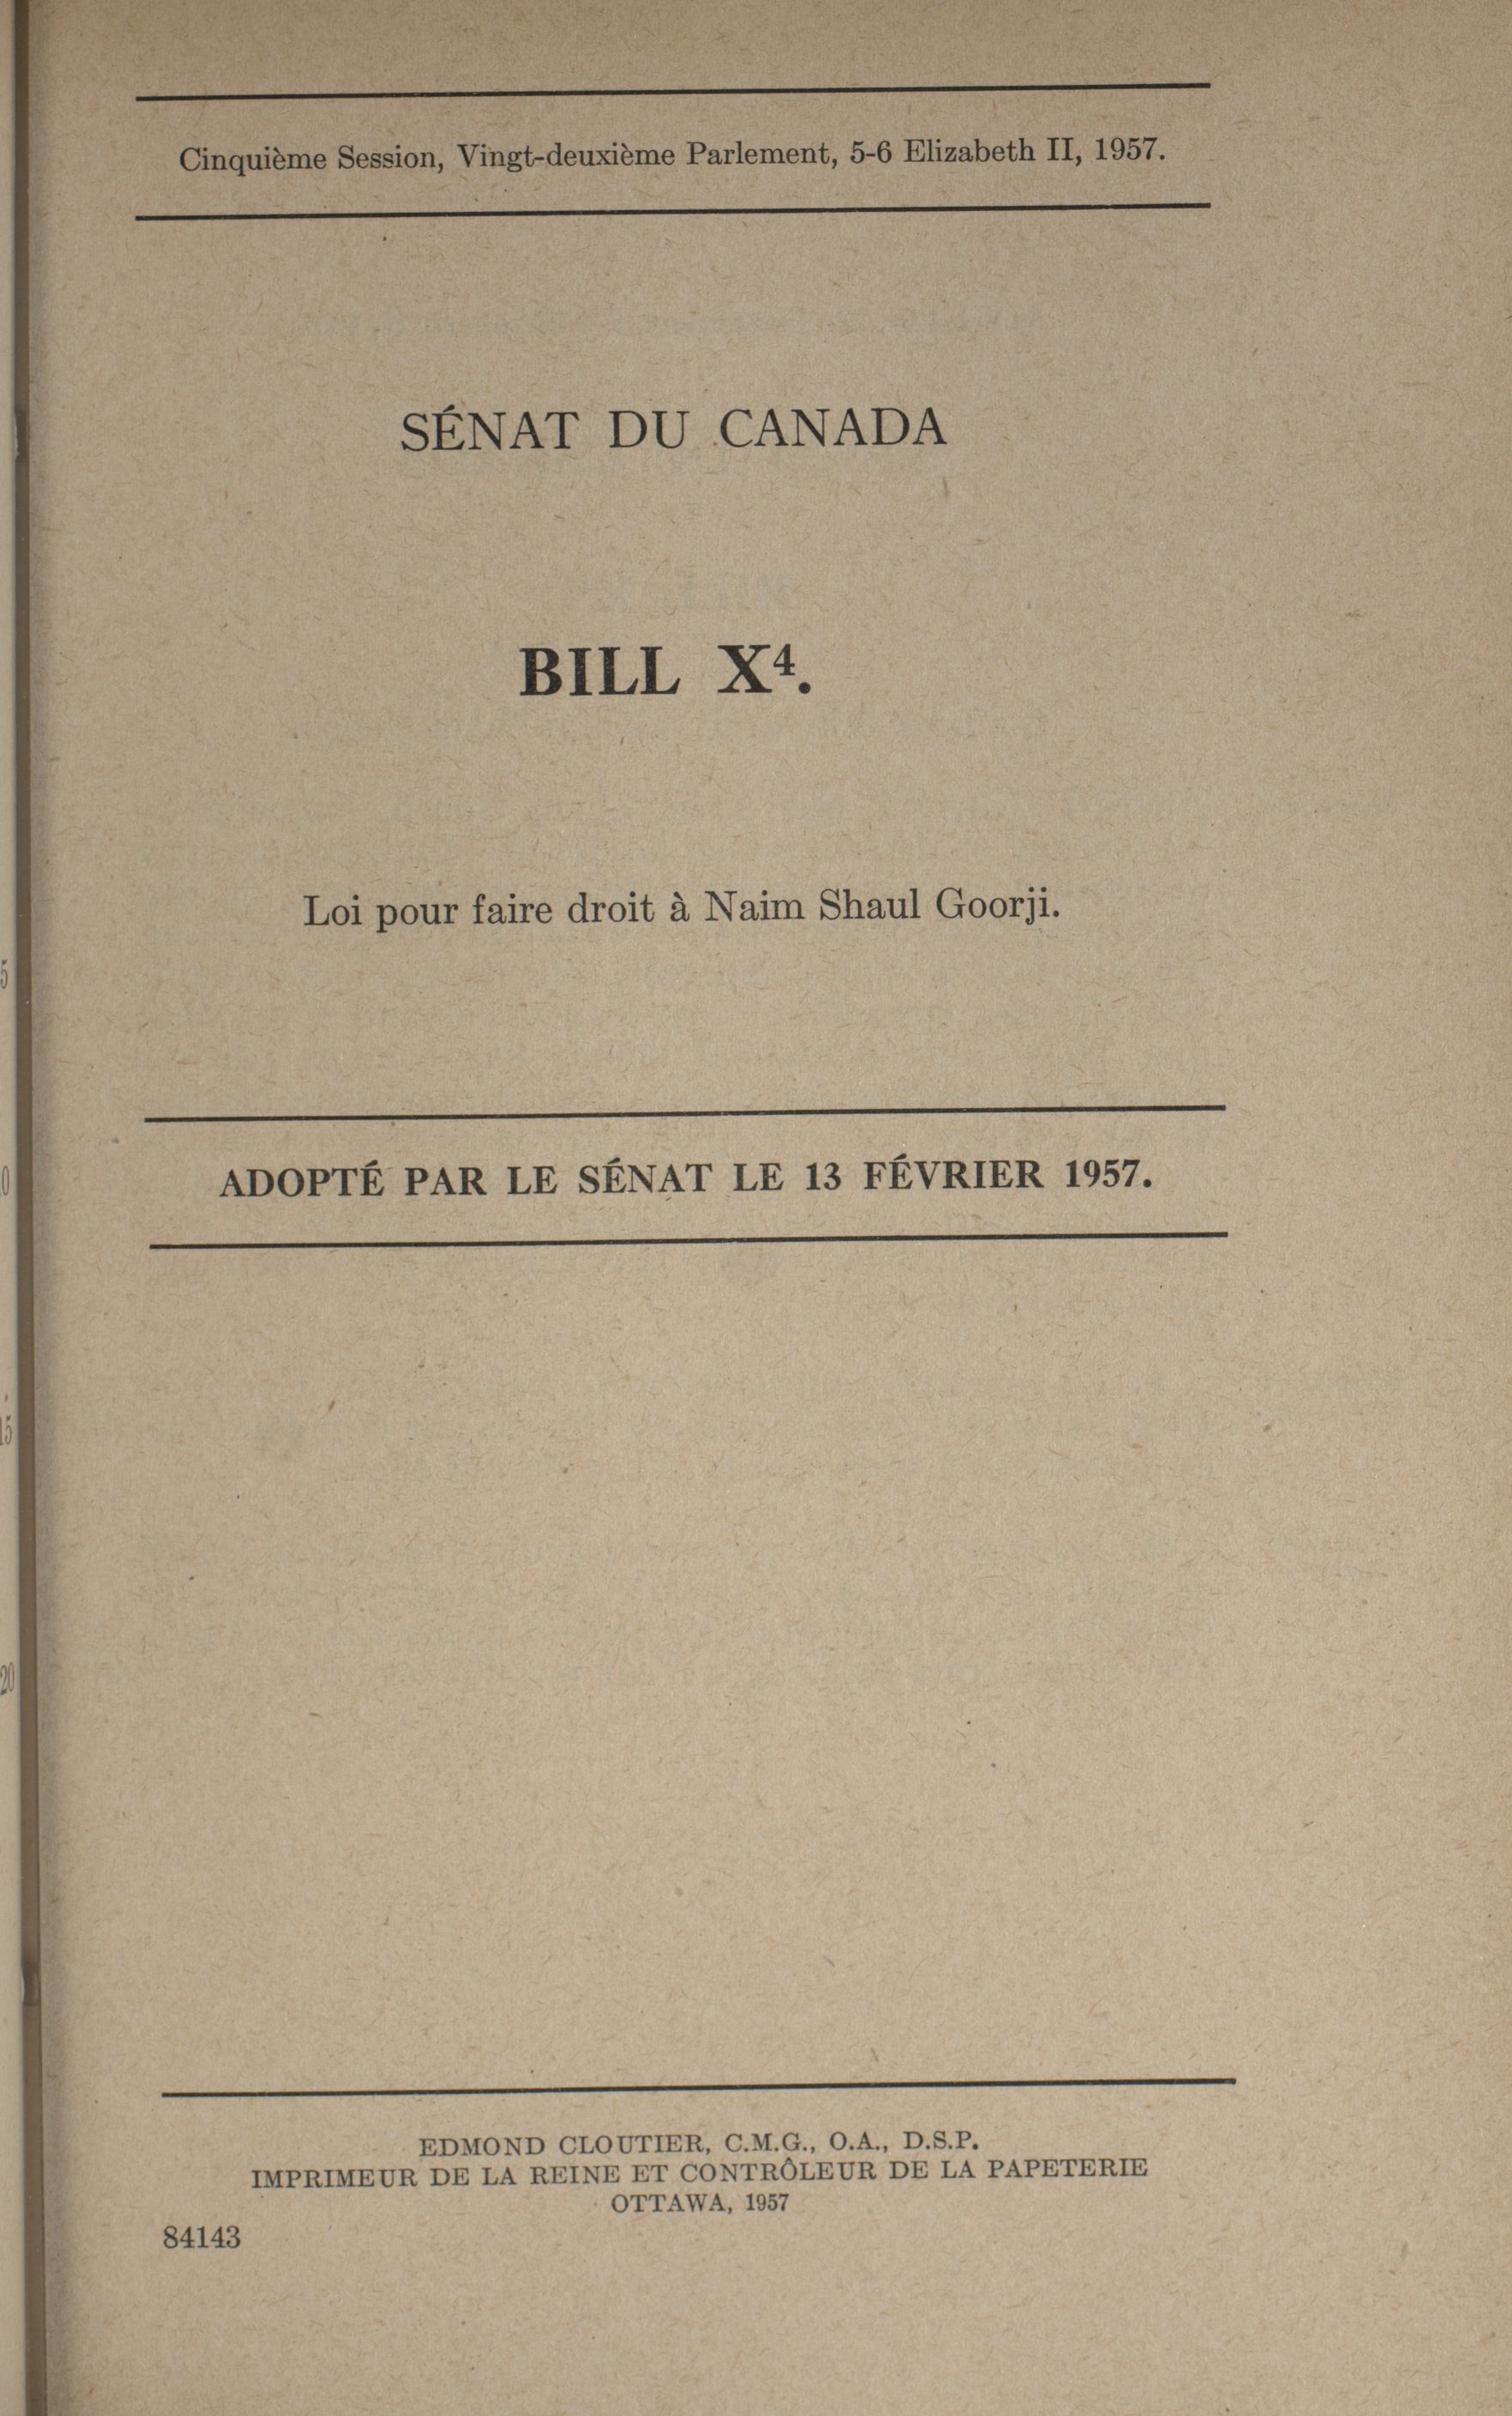 Cinquième Session, Vingt-deuxième Parlement, 5-6 Elizabeth II, 1957.
SÉNAT DU CANADA
BILL X⁴.
Loi pour faire droit à Naim Shaul Goorji.
ADOPTÉ PAR LE SÉNAT LE 13 FÉVRIER 1957.
EDMOND CLOUTIER, C.M.G., O.A., D.S.P.
IMPRIMEUR DE LA REINE ET CONTRÔLEUR DE LA PAPETERIE
OTTAWA, 1957
84143